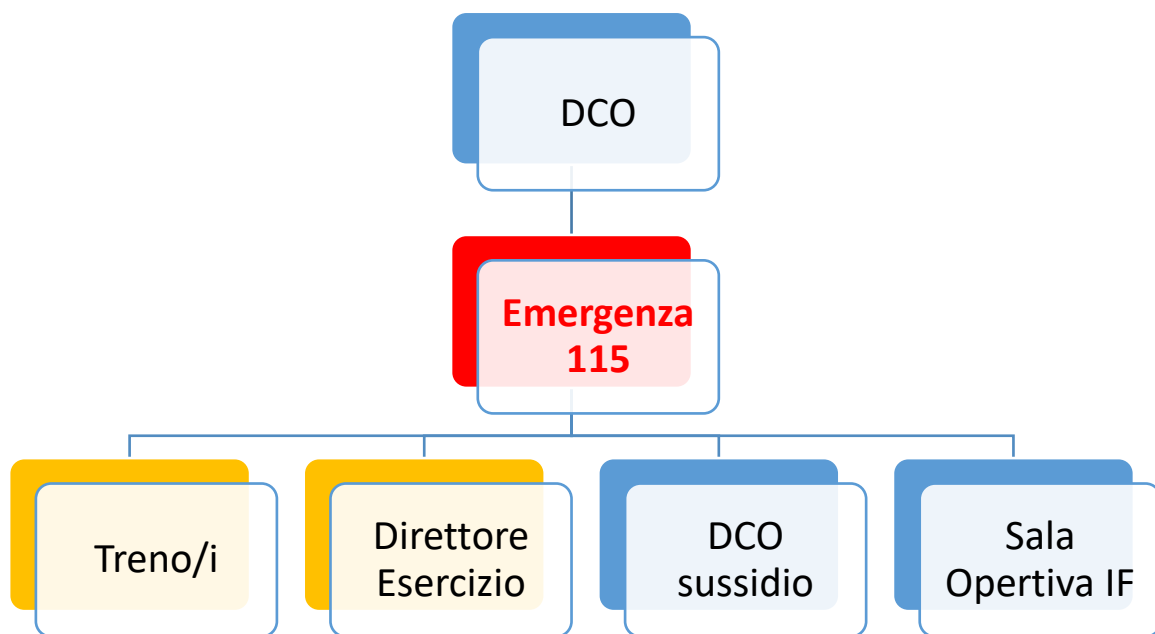 DCO
Emergenza
115
Treno/i
Direttore
Esercizio
DCO
sussidio
Sala
Opertiva IF